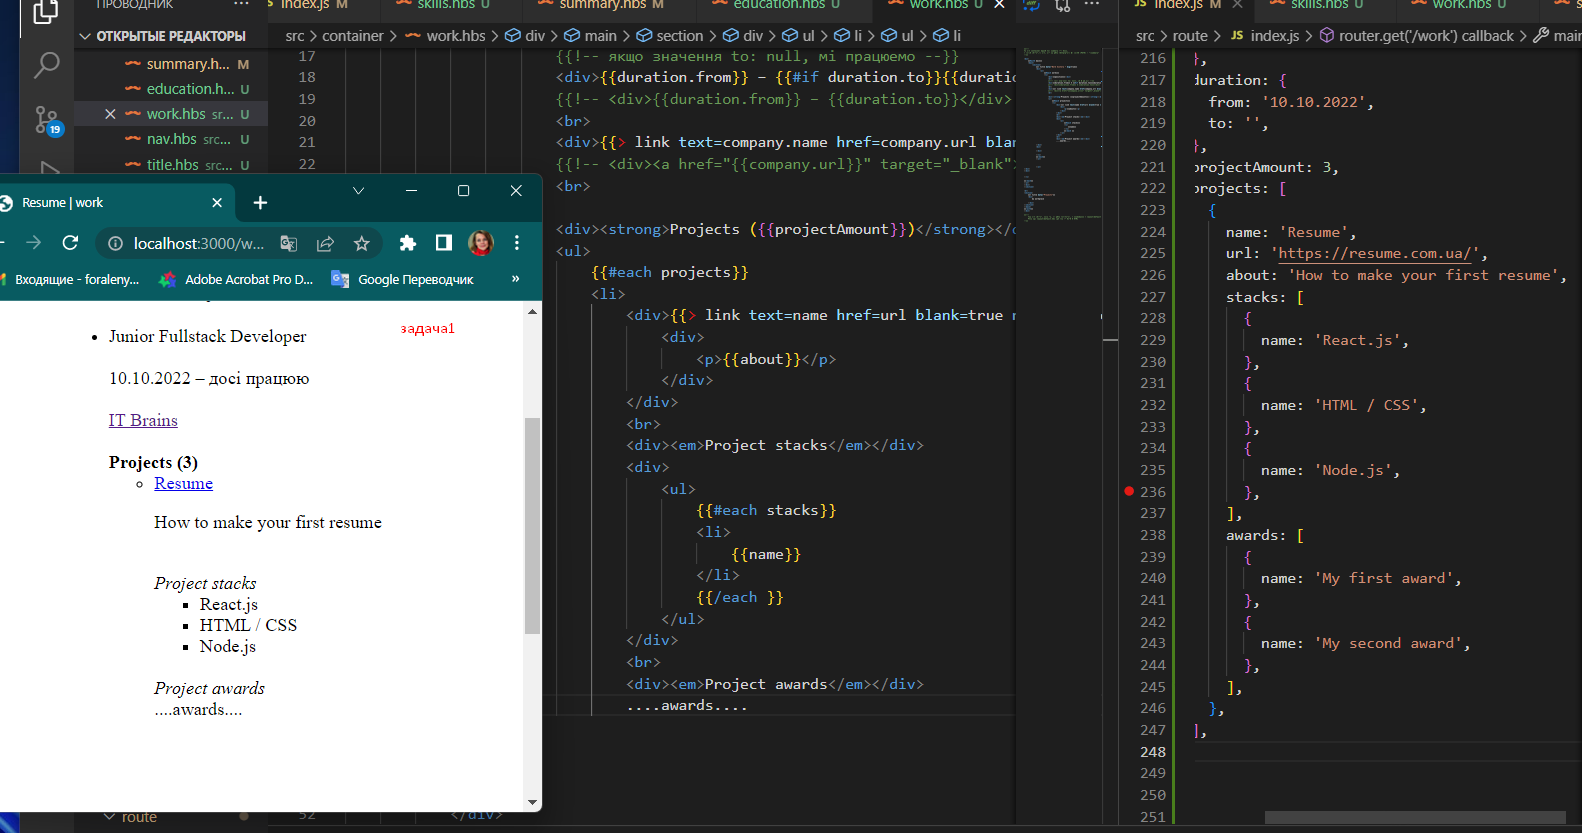 ПРОВОДНИК ...
index.js M
skills.hbs U
summary.hbs M
education.hbs U
work.hbs U
index.js M
skills.hbs U
work.hbs U
ОТКРЫТЫЕ РЕДАКТОРЫ
summary.h... M
education.h... U
work.hbs src... U
nav.hbs src... U
title.hbs src... U
19
src > container > work.hbs > div > main > section > div > ul > li > ul > li
17 {{!-- якщо значення to: null, мі працюємо --}}
18 <div>{{duration.from}} – {{#if duration.to}}{{durati
19 {{!-- <div>{{duration.from}} – {{duration.to}}</div>
20 <br>
21 <div>{{> link text=company.name href=company.url blan
22 {{!-- <div><a href="{{company.url}}" target="_blank">
<br>
<div><strong>Projects ({{projectAmount}})</strong></
<ul>
{{#each projects}}
<li>
<div>{{> link text=name href=url blank=true
<div>
<p>{{about}}</p>
</div>
</div>
<br>
<div><em>Project stacks</em></div>
<div>
<ul>
{{#each stacks}}
<li>
{{name}}
</li>
{{/each }}
</ul>
</div>
<br>
<div><em>Project awards</em></div>
....awards....
52 </div>
Resume | work
localhost:3000/w...
Входящие - foraleny...
Adobe Acrobat Pro D...
Google Переводчик
»
Junior Fullstack Developer
задача1
10.10.2022 – досі працюю
IT Brains
Projects (3)
Resume
How to make your first resume
Project stacks
React.js
HTML / CSS
Node.js
Project awards
....awards....
route
src > route > JS index.js > router.get('/work') callback > main
216 },
217 duration: {
218 from: '10.10.2022',
219 to: '',
220 },
221 projectAmount: 3,
222 projects: [
223 {
224 name: 'Resume',
225 url: 'https://resume.com.ua/',
226 about: 'How to make your first resume',
227 stacks: [
228 {
229 name: 'React.js',
230 },
231 {
232 name: 'HTML / CSS',
233 },
234 {
235 name: 'Node.js',
236 },
237 ],
238 awards: [
239 {
240 name: 'My first award',
241 },
242 {
243 name: 'My second award',
244 },
245 ],
246 },
247 ],
248
249
250
251